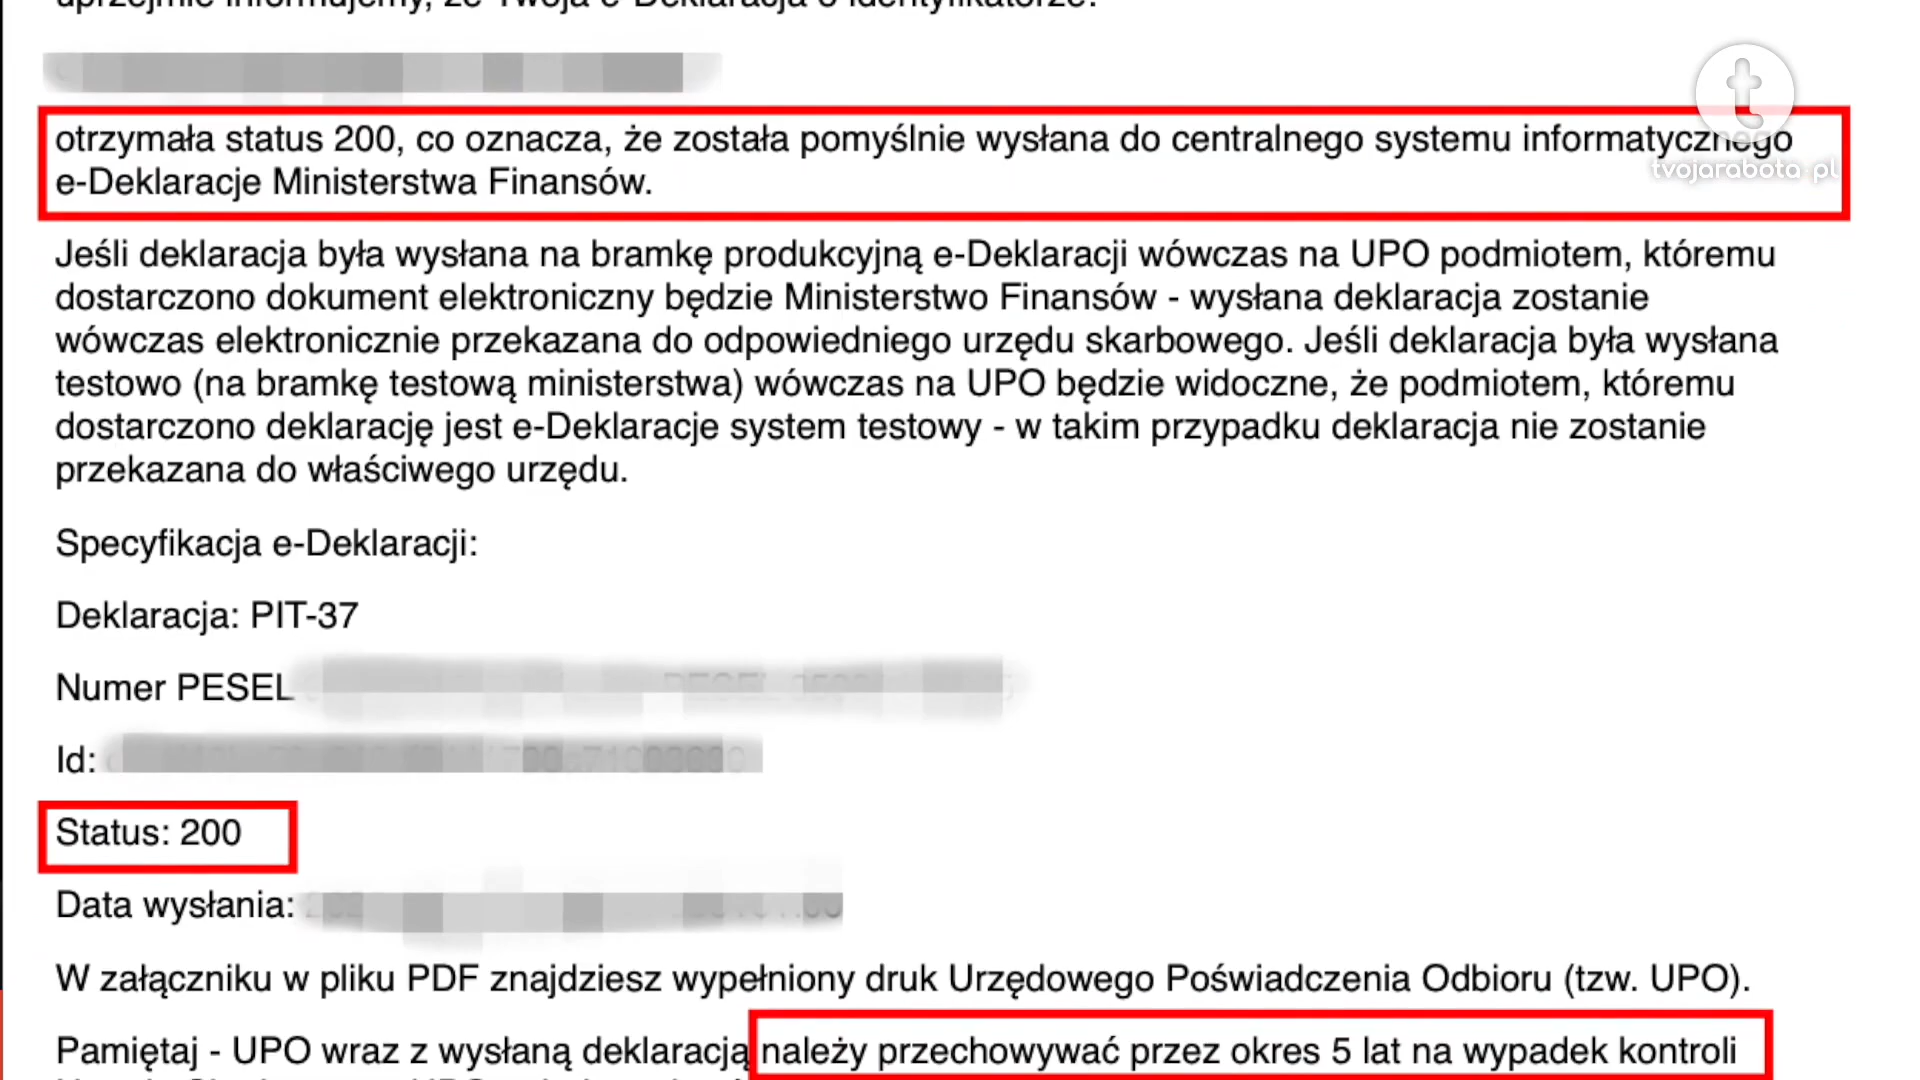 uprzejmie informujemy, że Twoja e-Deklaracja o identyfikatorze:
otrzymała status 200, co oznacza, że została pomyślnie wysłana do centralnego systemu informatycznego
e-Deklaracje Ministerstwa Finansów.
t
tvojarabota.pl
Jeśli deklaracja była wysłana na bramkę produkcyjną e-Deklaracji wówczas na UPO podmiotem, któremu
dostarczono dokument elektroniczny będzie Ministerstwo Finansów - wysłana deklaracja zostanie
wówczas elektronicznie przekazana do odpowiedniego urzędu skarbowego. Jeśli deklaracja była wysłana
testowo (na bramkę testową ministerstwa) wówczas na UPO będzie widoczne, że podmiotem, któremu
dostarczono deklarację jest e-Deklaracje system testowy - w takim przypadku deklaracja nie zostanie
przekazana do właściwego urzędu.
Specyfikacja e-Deklaracji:
Deklaracja: PIT-37
Numer PESEL
Id:
Status: 200
Data wysłania:
W załączniku w pliku PDF znajdziesz wypełniony druk Urzędowego Poświadczenia Odbioru (tzw. UPO).
Pamiętaj - UPO wraz z wysłaną deklaracją należy przechowywać przez okres 5 lat na wypadek kontroli